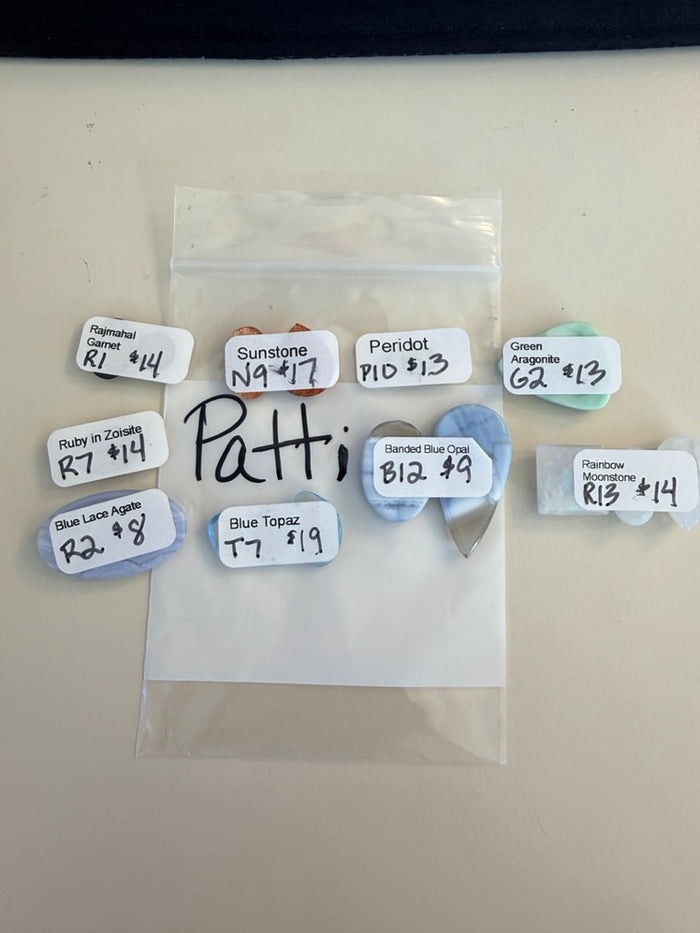 Rajmahal
Garnet
R1 $14
Sunstone
N9 $17
Peridot
P10 $13
Green
Aragonite
G2 $13
Ruby in Zoisite
R7 $14
Patti
Banded Blue Opal
B12 $9
Rainbow
Moonstone
R13 $14
Blue Lace Agate
R2 $8
Blue Topaz
T7 $19